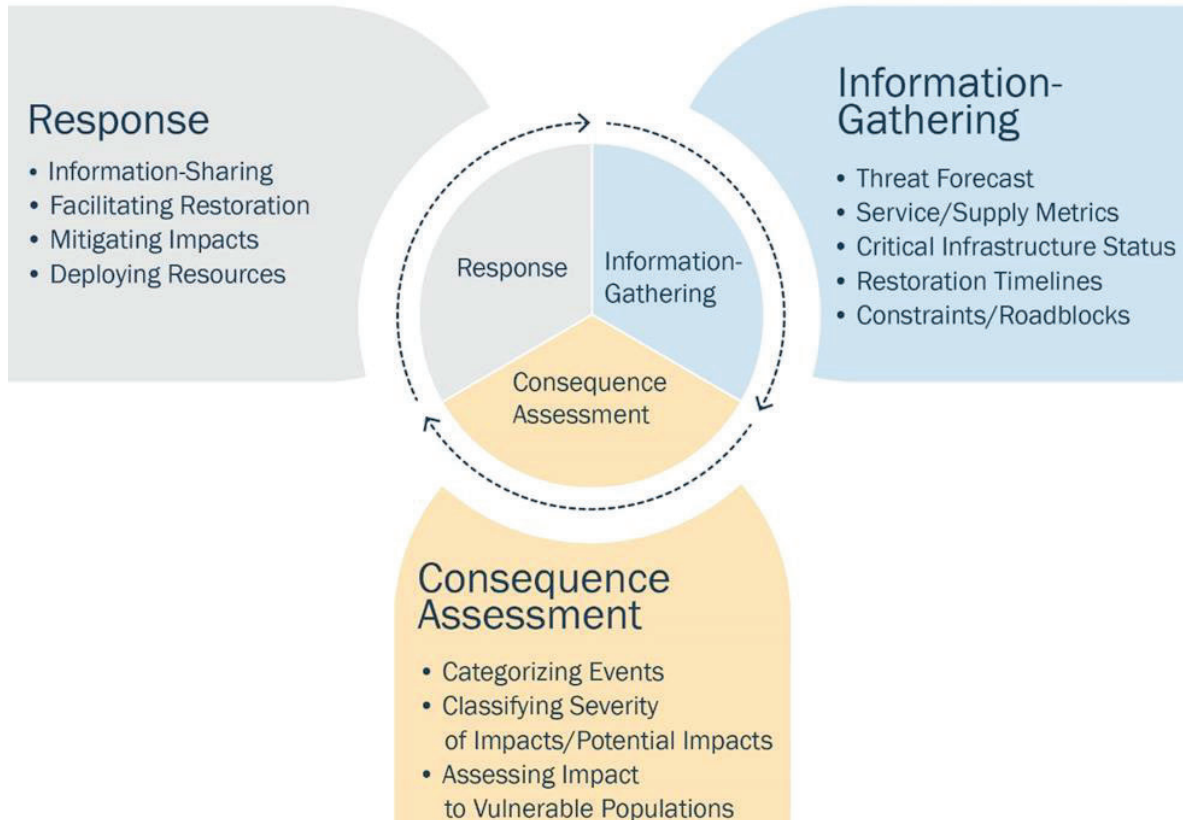 Response
• Information-Sharing
• Facilitating Restoration
• Mitigating Impacts
• Deploying Resources
Information-
Gathering
• Threat Forecast
• Service/Supply Metrics
• Critical Infrastructure Status
• Restoration Timelines
• Constraints/Roadblocks
Response
Information-
Gathering
Consequence
Assessment
Consequence
Assessment
• Categorizing Events
• Classifying Severity
of Impacts/Potential Impacts
• Assessing Impact
to Vulnerable Populations